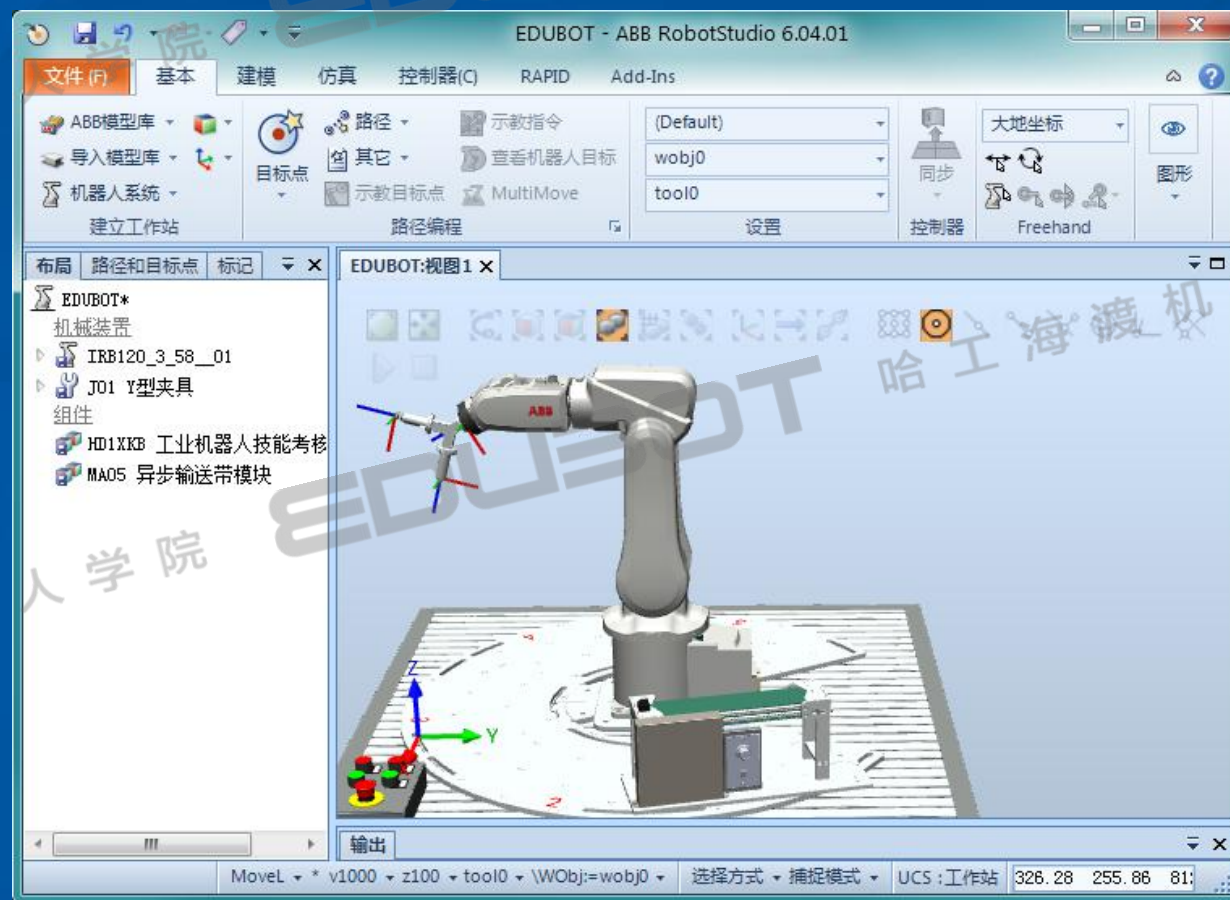 EDUBOT - ABB RobotStudio 6.04.01
文件(F) 基本 建模 仿真 控制器(C) RAPID Add-Ins
ABB模型库
导入模型库
机器人系统
建立工作站
目标点
路径
其它
示教目标点
示教指令
查看机器人目标
MultiMove
路径编程
(Default)
wobj0
tool0
设置
同步
控制器
大地坐标
Freehand
图形
布局 路径和目标点 标记
EDUBOT:视图1
EDUBOT*
机械装置
IRB120_3_58__01
J01 Y型夹具
组件
HD1XKB 工业机器人技能考核
MA05 异步输送带模块
ABB
Z
Y
输出
MoveL * v1000 z100 tool0 \WObj:=wobj0 选择方式 捕捉模式 UCS:工作站 326.28 255.86 81
EDUBOT
哈工海渡机
人学院
院